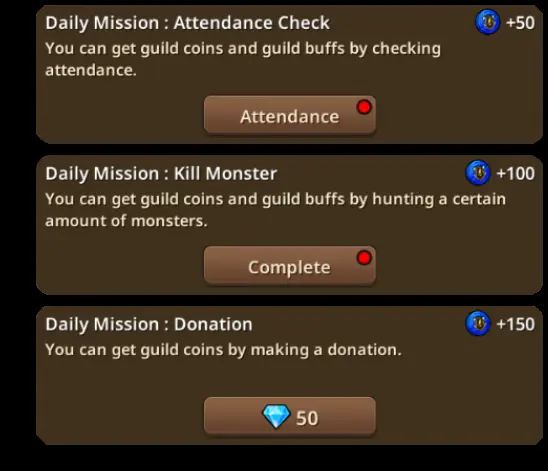 Daily Mission : Attendance Check +50
You can get guild coins and guild buffs by checking
attendance.
Attendance
Daily Mission : Kill Monster +100
You can get guild coins and guild buffs by hunting a certain
amount of monsters.
Complete
Daily Mission : Donation +150
You can get guild coins by making a donation.
50